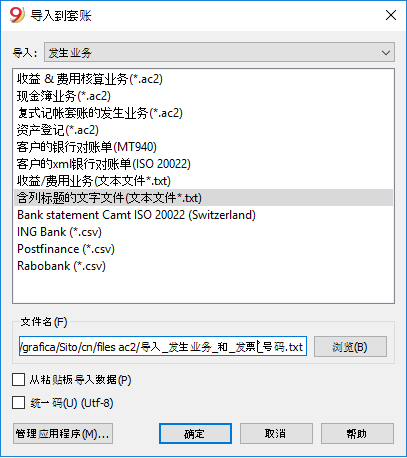 导入到套账
导入: 发生业务
收益 & 费用核算业务(*.ac2)
现金簿业务(*.ac2)
复式记帐套账的发生业务(*.ac2)
资产登记(*.ac2)
客户的银行对账单(MT940)
客户的xml银行对账单(ISO 20022)
收益/费用业务(文本文件*.txt)
含列标题的文字文件(文本文件*.txt)
Bank statement Camt ISO 20022 (Switzerland)
ING Bank (*.csv)
Postfinance (*.csv)
Rabobank (*.csv)
文件名(F)
/grafica/Sito/cn/files ac2/导入_发生业务_和_发票_号码.txt 浏览(B)
从粘贴板导入数据(P)
统一码(U) (Utf-8)
管理应用程序(M)... 确定 取消 帮助